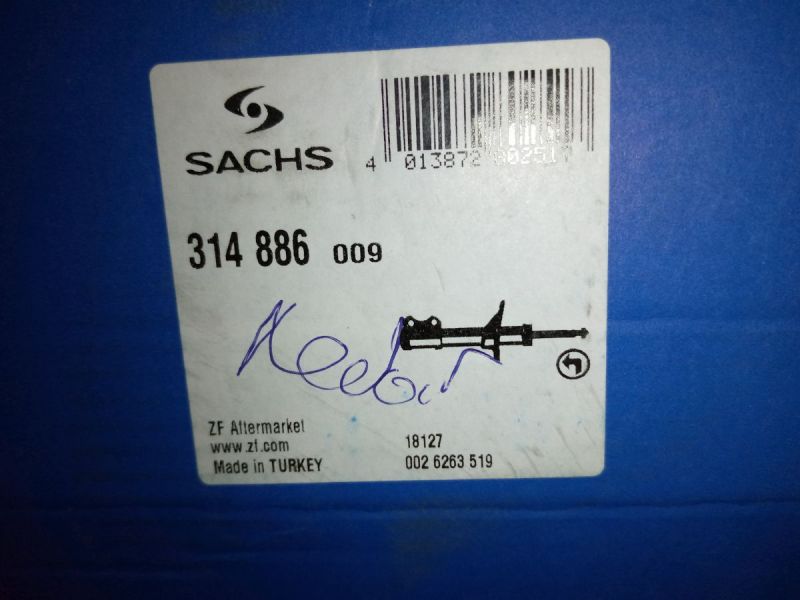 SACHS
4 013872 802517
314 886 009
ZF Aftermarket
www.zf.com
Made in TURKEY
18127
002 6263 519